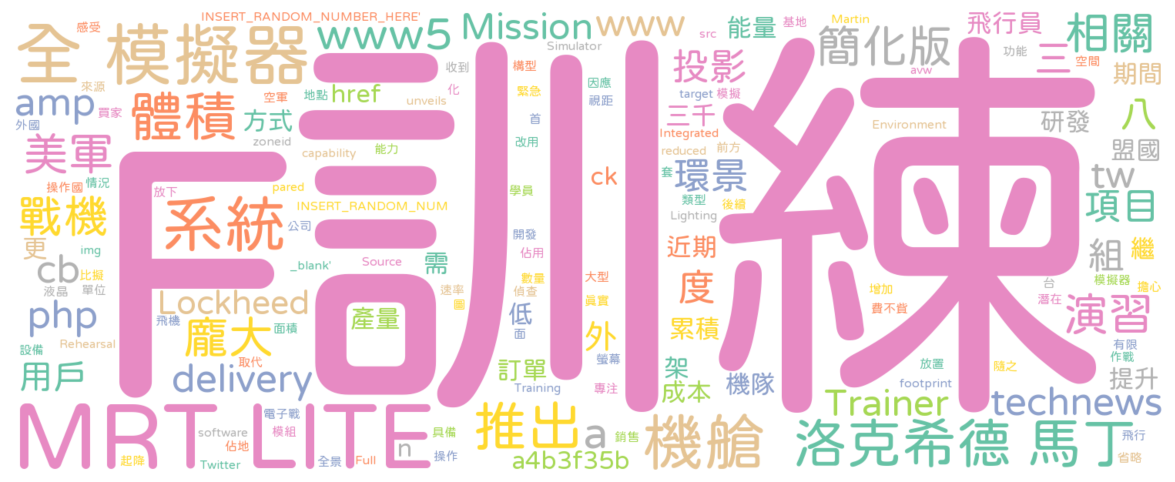 感受
INSERT_RANDOM_NUMBER_HERE'
www5
Mission
www
能量
基地
Martin
飛行員
相關
全
模擬器
來源
amp
買家
外國
體積
空軍
地點
href
收到
化
unveils
方式
zoneid
構型
緊急
首
改用
Simulator
因應
視距
src
投影
target
模擬
三千
Integrated
avw
簡化版
功能
三
空間
期間
八
研發
盟國
美軍
操作國
情況
capability
能力
Environment
reduced
前方
環景
套
類型
後續
Lighting
ck
學員
tw
項目
戰機
放下
pared
系統
INSERT_RANDOM_NUM
公司
開發
佔用
近期
組
繼
更
img
cb
比擬
液晶
單位
_blank'
Source
需
速率
圖
數量
偵查
大型
真實
度
增加
費不貲
台
模擬器
擔心
潛在
F
訓練
php
Lockheed
飛機
Rehearsal
龐大
面積
產量
低
面
外
螢幕
累積
演習
有限
作戰
設備
取代
用戶
delivery
訂單
Training
專注
架
成本
機隊
放置
隨之
footprint
提升
MRT
LITE
電子戰
模組
software
佔地
起降
Twitter
全景
Full
n
具備
操作
推出
a
銷售
a4b3f35b
機艙
Trainer
technews
洛克希德
馬丁
飛行
省略